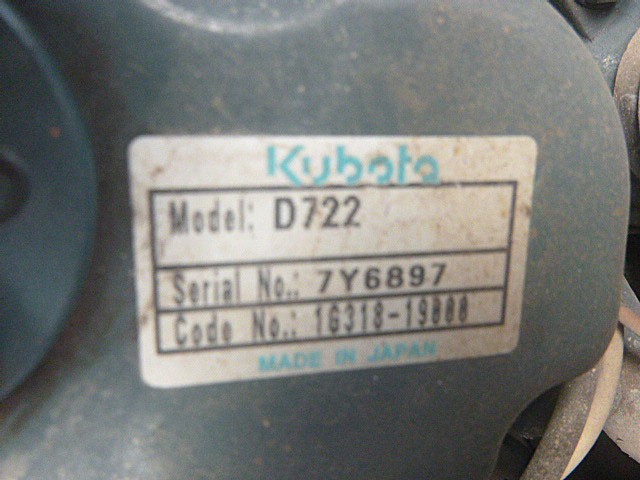 Kubota
Model: D722
Serial No.: 7Y6897
Code No.: 1G318-19000
MADE IN JAPAN